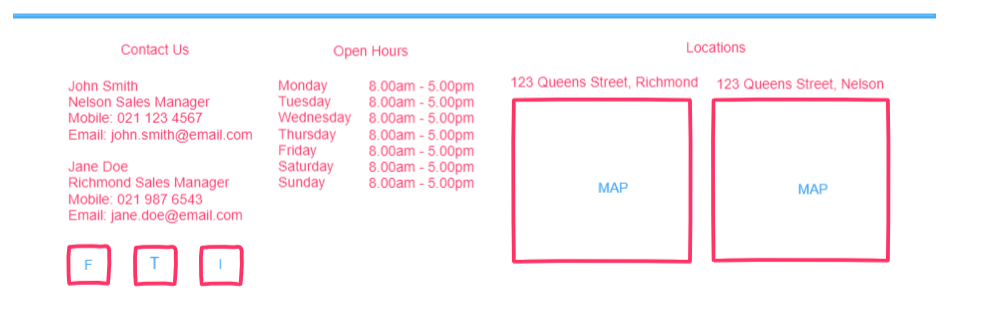 Contact Us
John Smith
Nelson Sales Manager
Mobile: 021 123 4567
Email: john.smith@email.com
Jane Doe
Richmond Sales Manager
Mobile: 021 987 6543
Email: jane.doe@email.com
F T I
Open Hours
Monday 8.00am - 5.00pm
Tuesday 8.00am - 5.00pm
Wednesday 8.00am - 5.00pm
Thursday 8.00am - 5.00pm
Friday 8.00am - 5.00pm
Saturday 8.00am - 5.00pm
Sunday 8.00am - 5.00pm
Locations
123 Queens Street, Richmond
MAP
123 Queens Street, Nelson
MAP